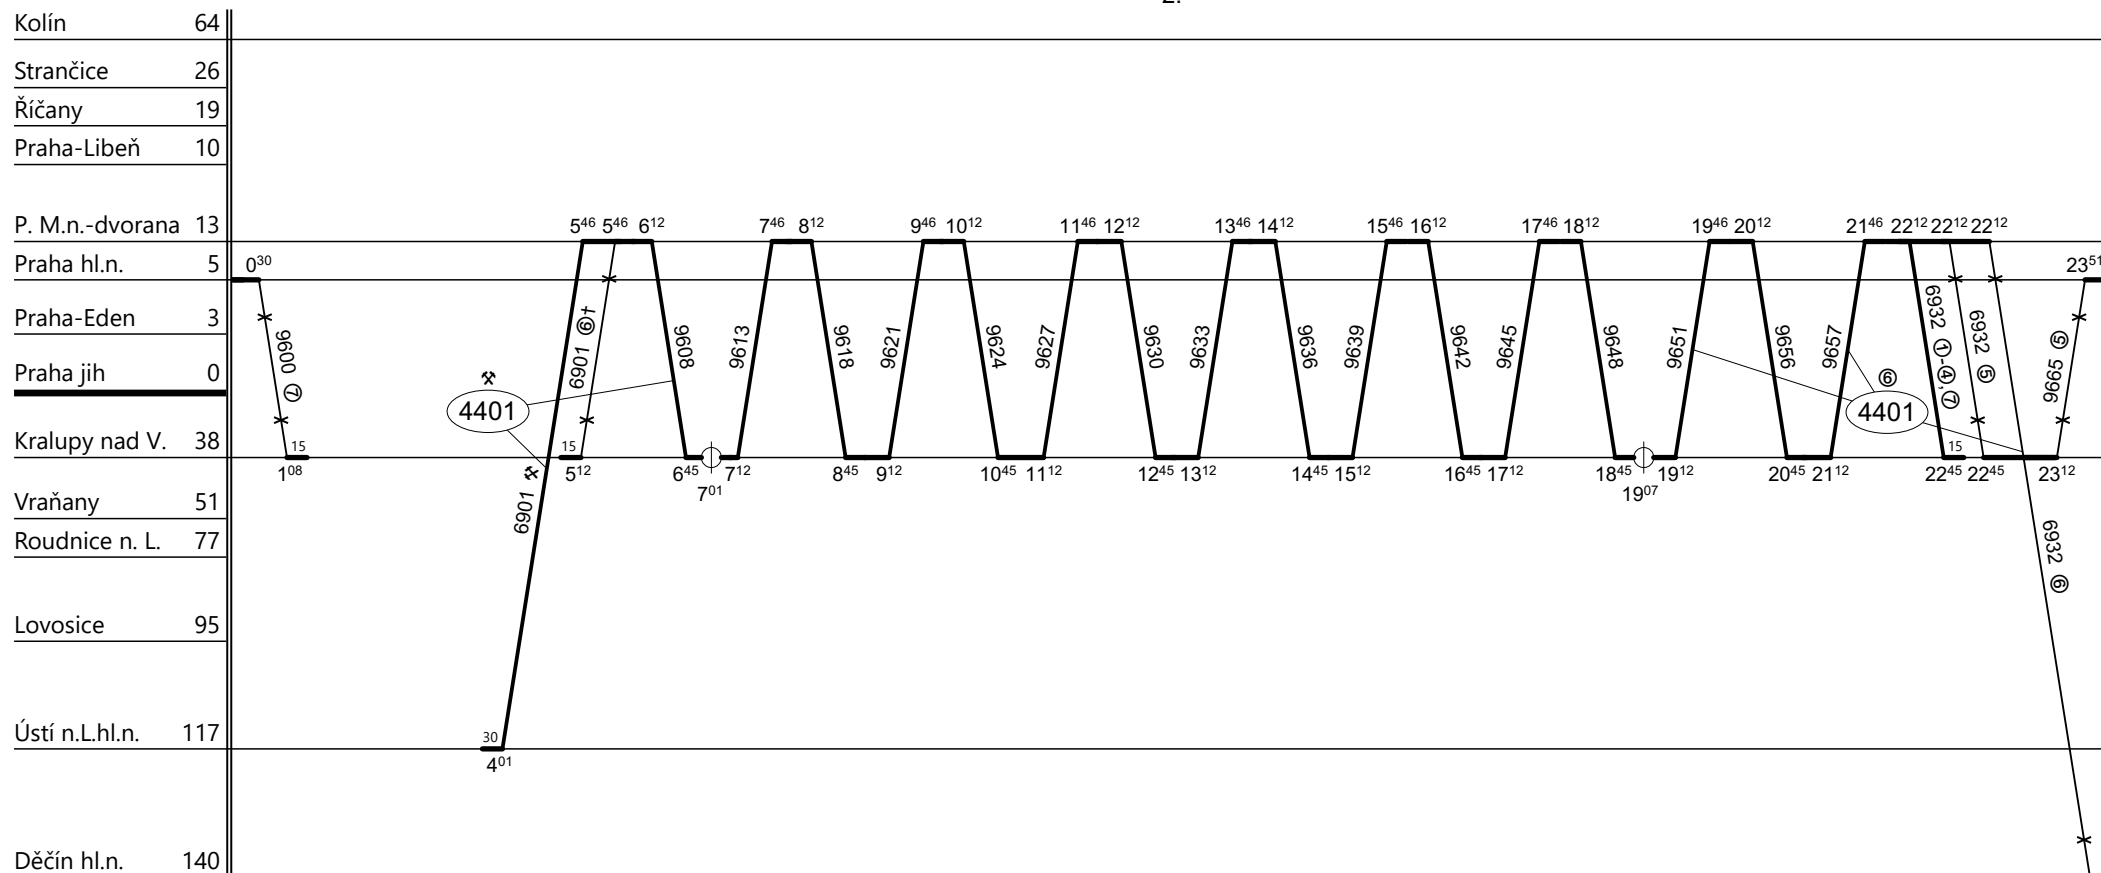 2.
Kolín 64
Strančice 26
Říčany 19
Praha-Libeň 10
P. M.n.-dvorana 13
5⁴⁶ 5⁴⁶ 6¹² 7⁴⁶ 8¹² 9⁴⁶ 10¹² 11⁴⁶ 12¹² 13⁴⁶ 14¹² 15⁴⁶ 16¹² 17⁴⁶ 18¹² 19⁴⁶ 20¹² 21⁴⁶ 22¹² 22¹² 22¹²
Praha hl.n. 5
0³⁰ 23⁵¹
Praha-Eden 3
9600 ⑦
6901 ⑥†
9608
9613
9618
9621
9624
9627
9630
9633
9636
9639
9642
9645
9648
9651
9656
9657
6932 ①-④,⑦
6932 ⑤
9665 ⑤
Praha jih 0
⚒
4401
⑥
4401
Kralupy nad V. 38
15 15 15
1⁰⁸ 5¹² 6⁴⁵ 7⁰¹ 7¹² 8⁴⁵ 9¹² 10⁴⁵ 11¹² 12⁴⁵ 13¹² 14⁴⁵ 15¹² 16⁴⁵ 17¹² 18⁴⁵ 19⁰⁷ 19¹² 20⁴⁵ 21¹² 22⁴⁵ 22⁴⁵ 23¹²
6901 ⚒
6932 ⑥
Vraňany 51
Roudnice n. L. 77
Lovosice 95
Ústí n.L.hl.n. 117
30
4⁰¹
Děčín hl.n. 140